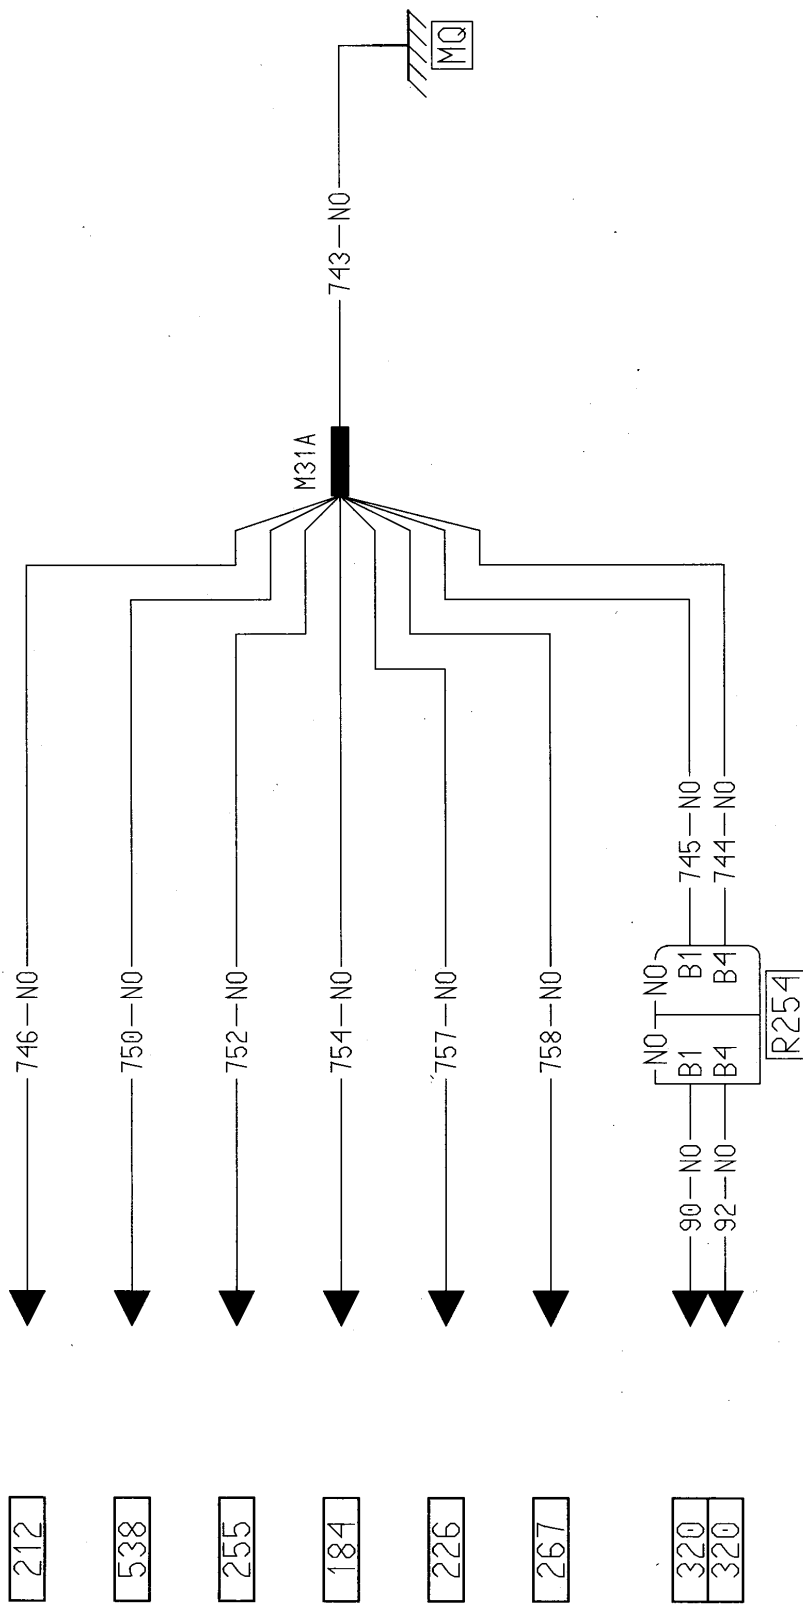 MQ
743-NO
M31A
746-NO
750-NO
752-NO
754-NO
757-NO
758-NO
745-NO
744-NO
NO-NO
B1 B1
B4 B4
R254
90-NO
92-NO
212
538
255
184
226
267
320
320